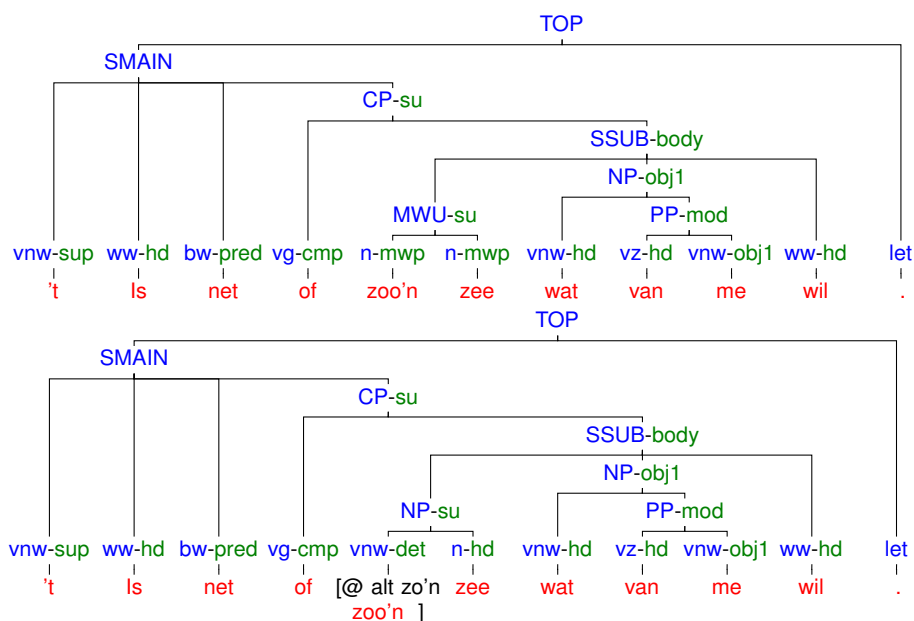 TOP
SMAIN
CP-su
SSUB-body
NP-obj1
MWU-su PP-mod
vnw-sup ww-hd bw-pred vg-cmp n-mwp n-mwp vnw-hd vz-hd vnw-obj1 ww-hd let
't Is net of zoo'n zee wat van me wil .
TOP
SMAIN
CP-su
SSUB-body
NP-obj1
NP-su PP-mod
vnw-sup ww-hd bw-pred vg-cmp vnw-det n-hd vnw-hd vz-hd vnw-obj1 ww-hd let
't Is net of [@ alt zo'n zee wat van me wil .
zoo'n ]